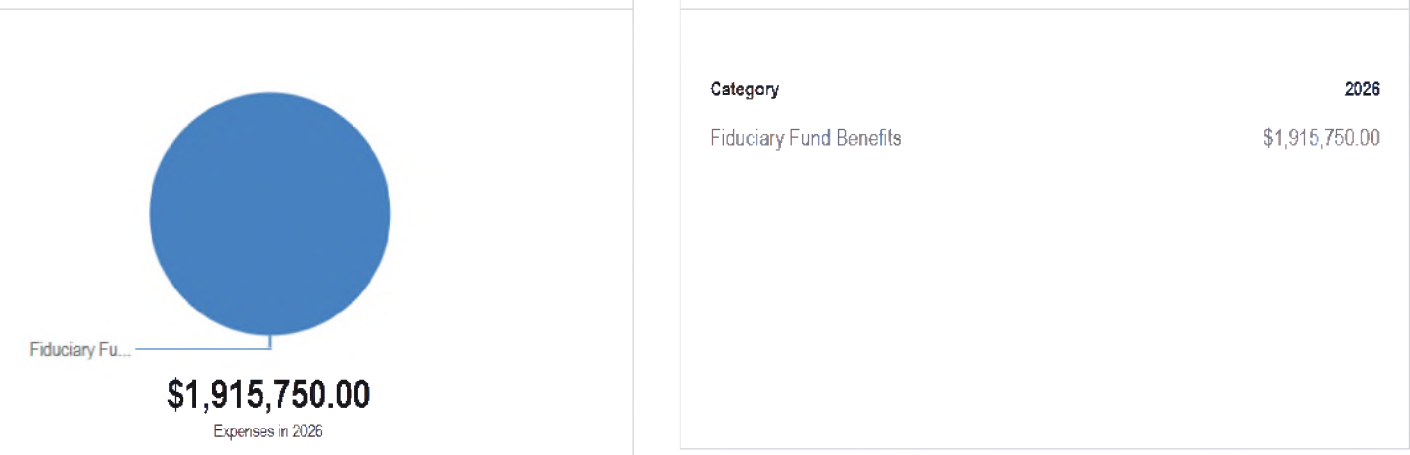 Fiduciary Fu...
$1,915,750.00
Expenses in 2026
Category 2026
Fiduciary Fund Benefits $1,915,750.00